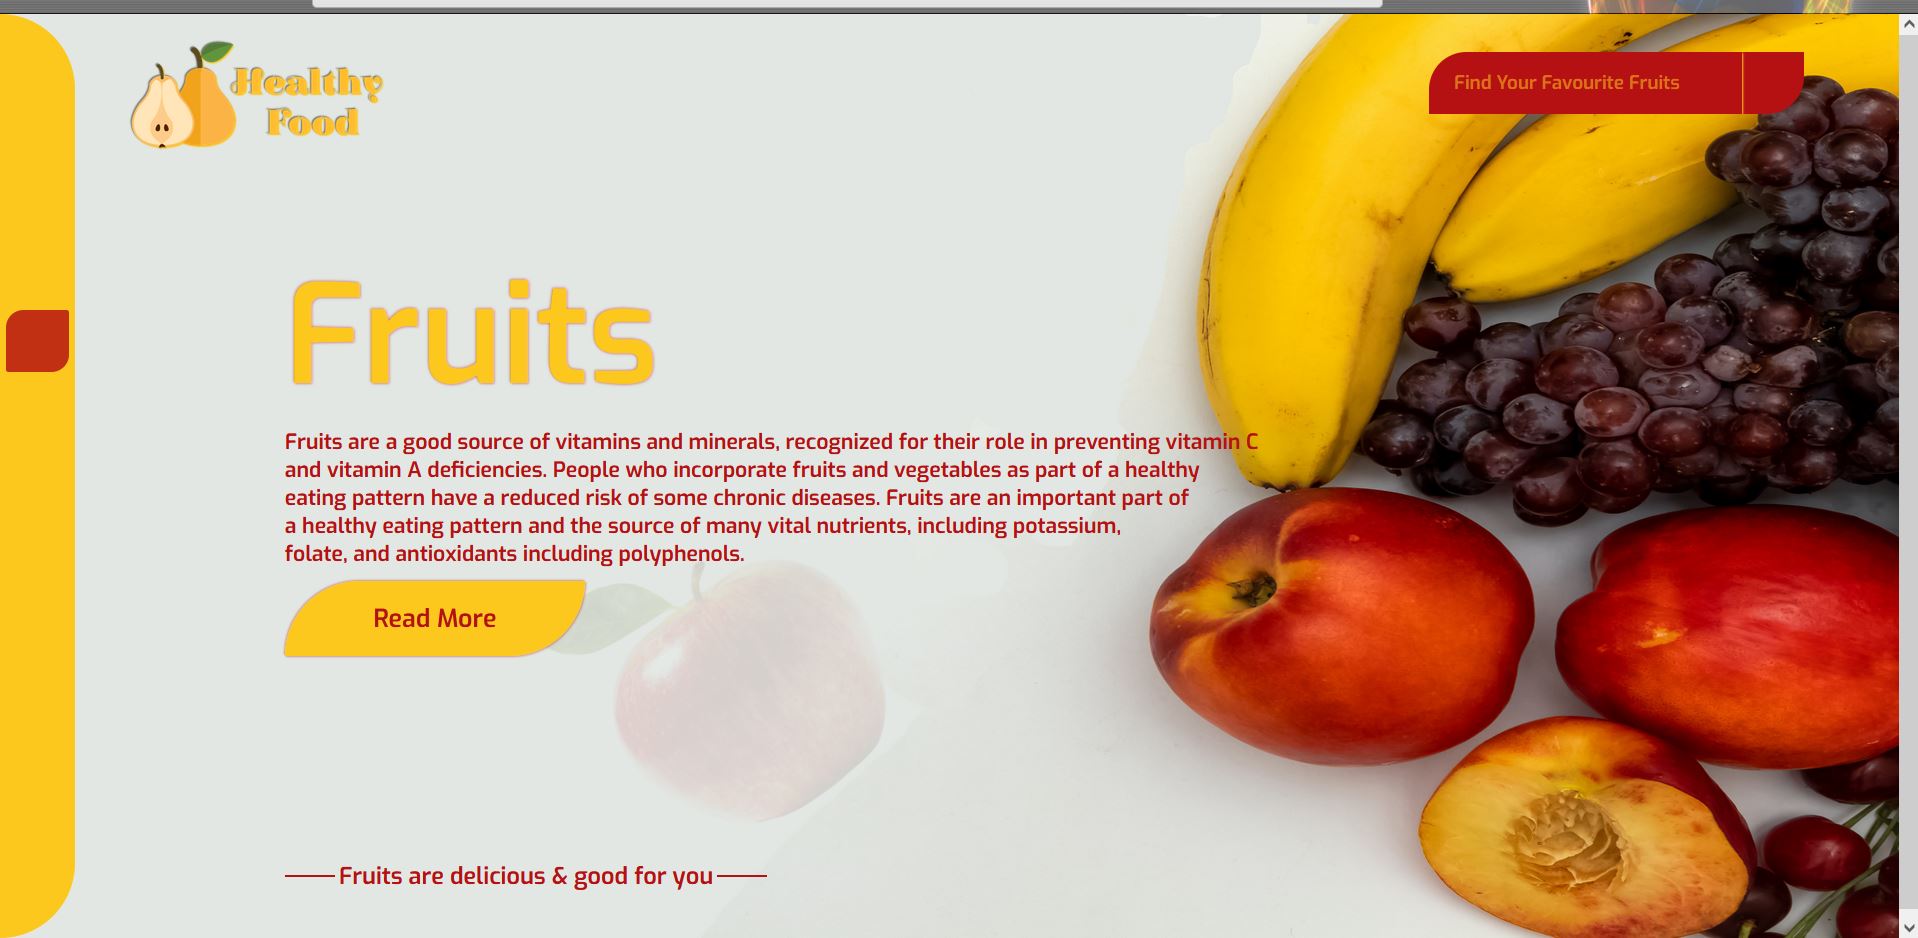 Healthy
Food
Find Your Favourite Fruits
Fruits
Fruits are a good source of vitamins and minerals, recognized for their role in preventing vitamin C
and vitamin A deficiencies. People who incorporate fruits and vegetables as part of a healthy
eating pattern have a reduced risk of some chronic diseases. Fruits are an important part of
a healthy eating pattern and the source of many vital nutrients, including potassium,
folate, and antioxidants including polyphenols.
Read More
Fruits are delicious & good for you